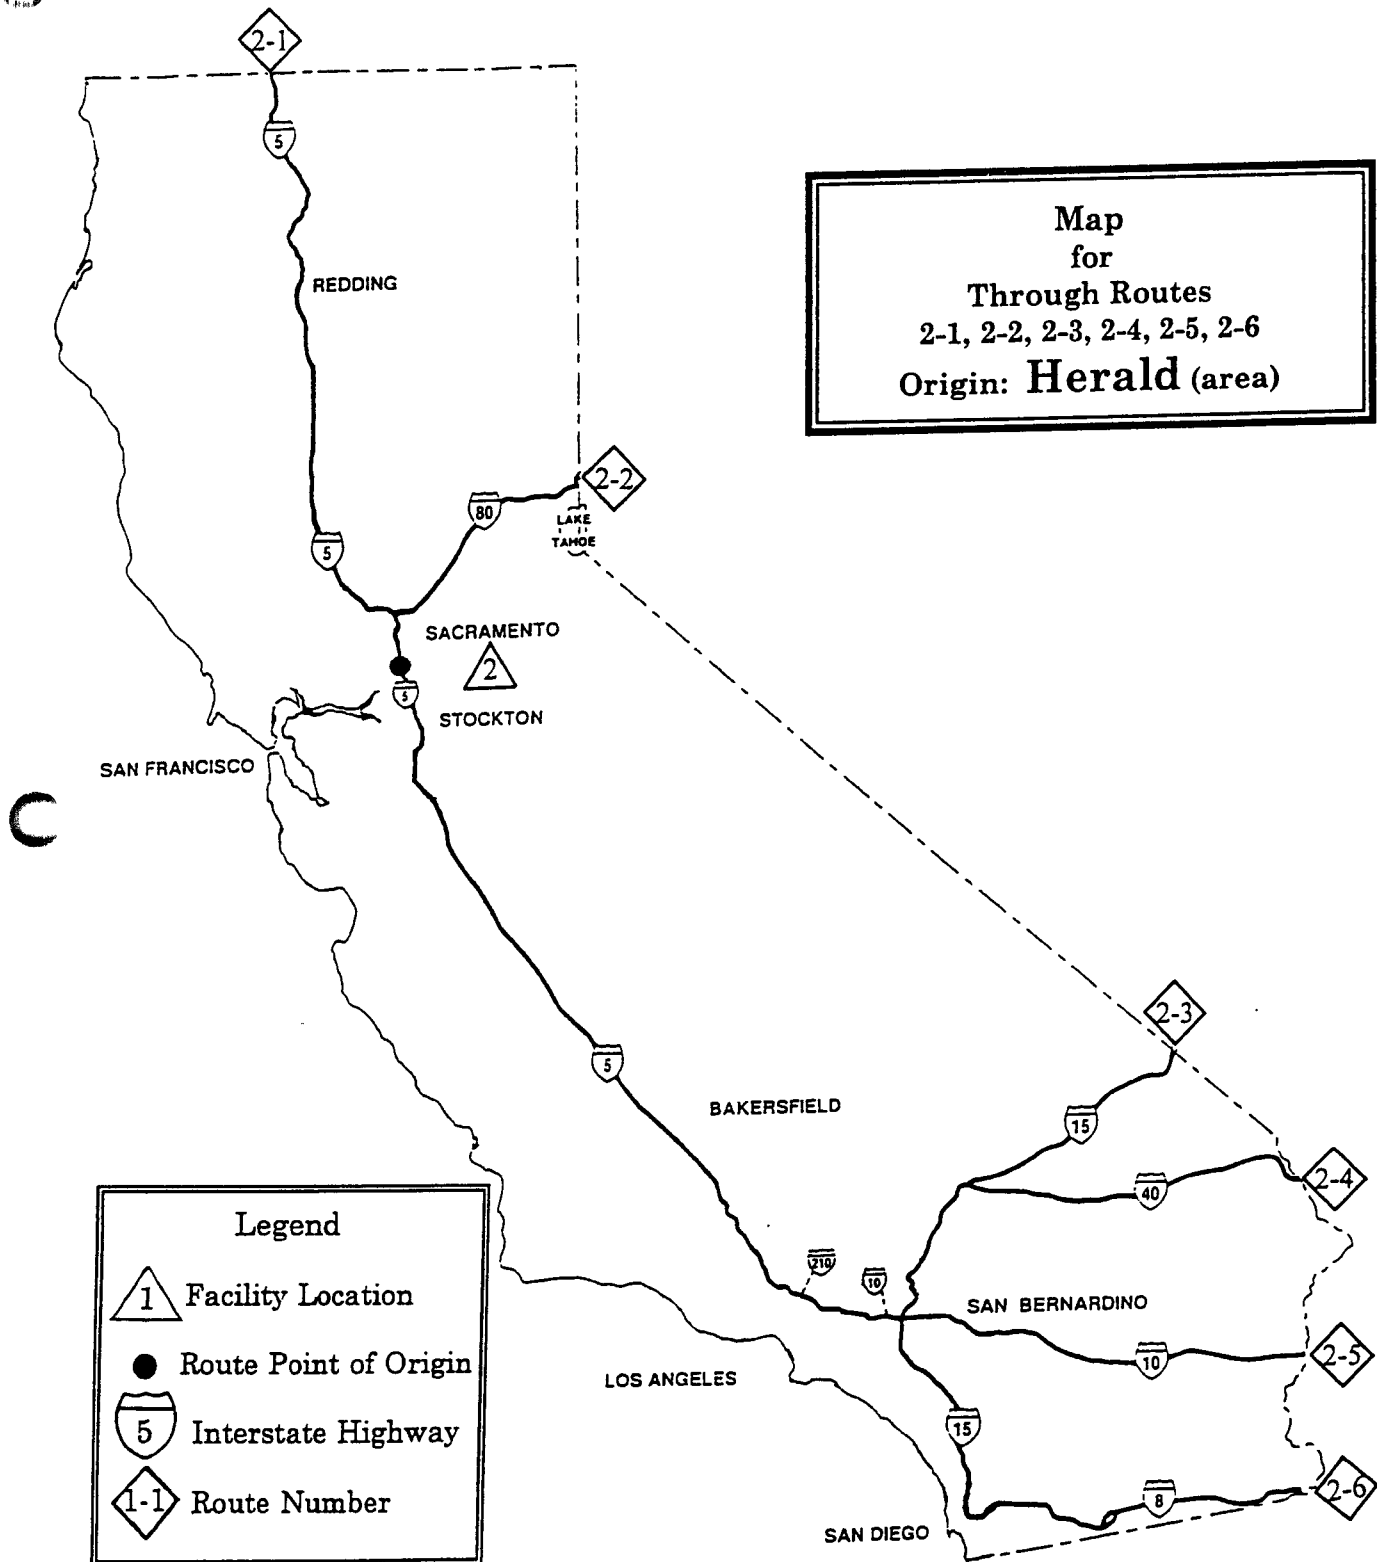 2-1
5
Map
for
Through Routes
2-1, 2-2, 2-3, 2-4, 2-5, 2-6
Origin: Herald (area)
REDDING
2-2
80
LAKE
TAHOE
5
SACRAMENTO
2
5
STOCKTON
SAN FRANCISCO
2-3
5
BAKERSFIELD
15
2-4
40
210
10
SAN BERNARDINO
2-5
10
LOS ANGELES
15
2-6
8
SAN DIEGO
Legend
1 Facility Location
Route Point of Origin
5 Interstate Highway
1-1 Route Number